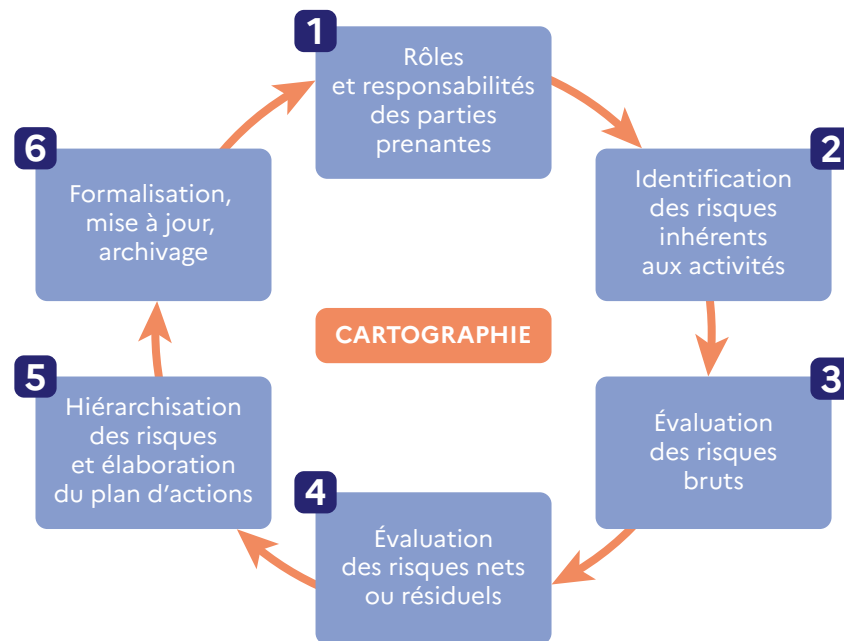 1
Rôles
et responsabilités
des parties
prenantes
2
Identification
des risques
inhérents
aux activités
3
Évaluation
des risques
bruts
4
Évaluation
des risques nets
ou résiduels
5
Hiérarchisation
des risques
et élaboration
du plan d’actions
6
Formalisation,
mise à jour,
archivage
CARTOGRAPHIE